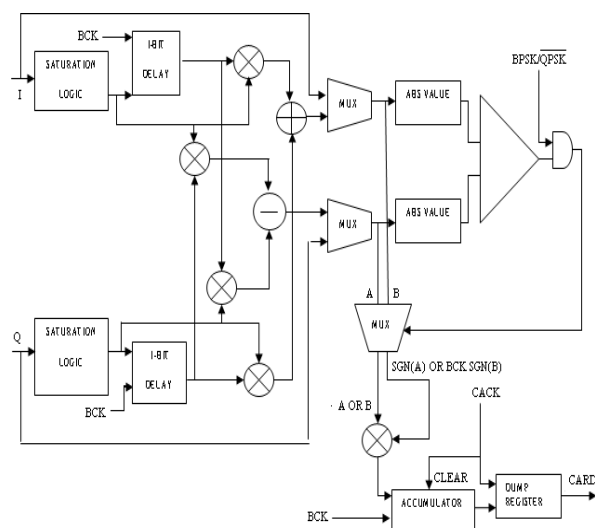 BCK
1-BIT
DELAY
SATURATION
LOGIC
I
MUX
ABS VALUE
BPSK/QPSK
MUX
ABS
VALUE
Q
SATURATION
LOGIC
1-BIT
DELAY
BCK
A B
MUX
SGN(A) OR BCK SGN(B)
A OR B
CACK
CLEAR
BCK
ACCUMULATOR
DUMP
REGISTER
CARD